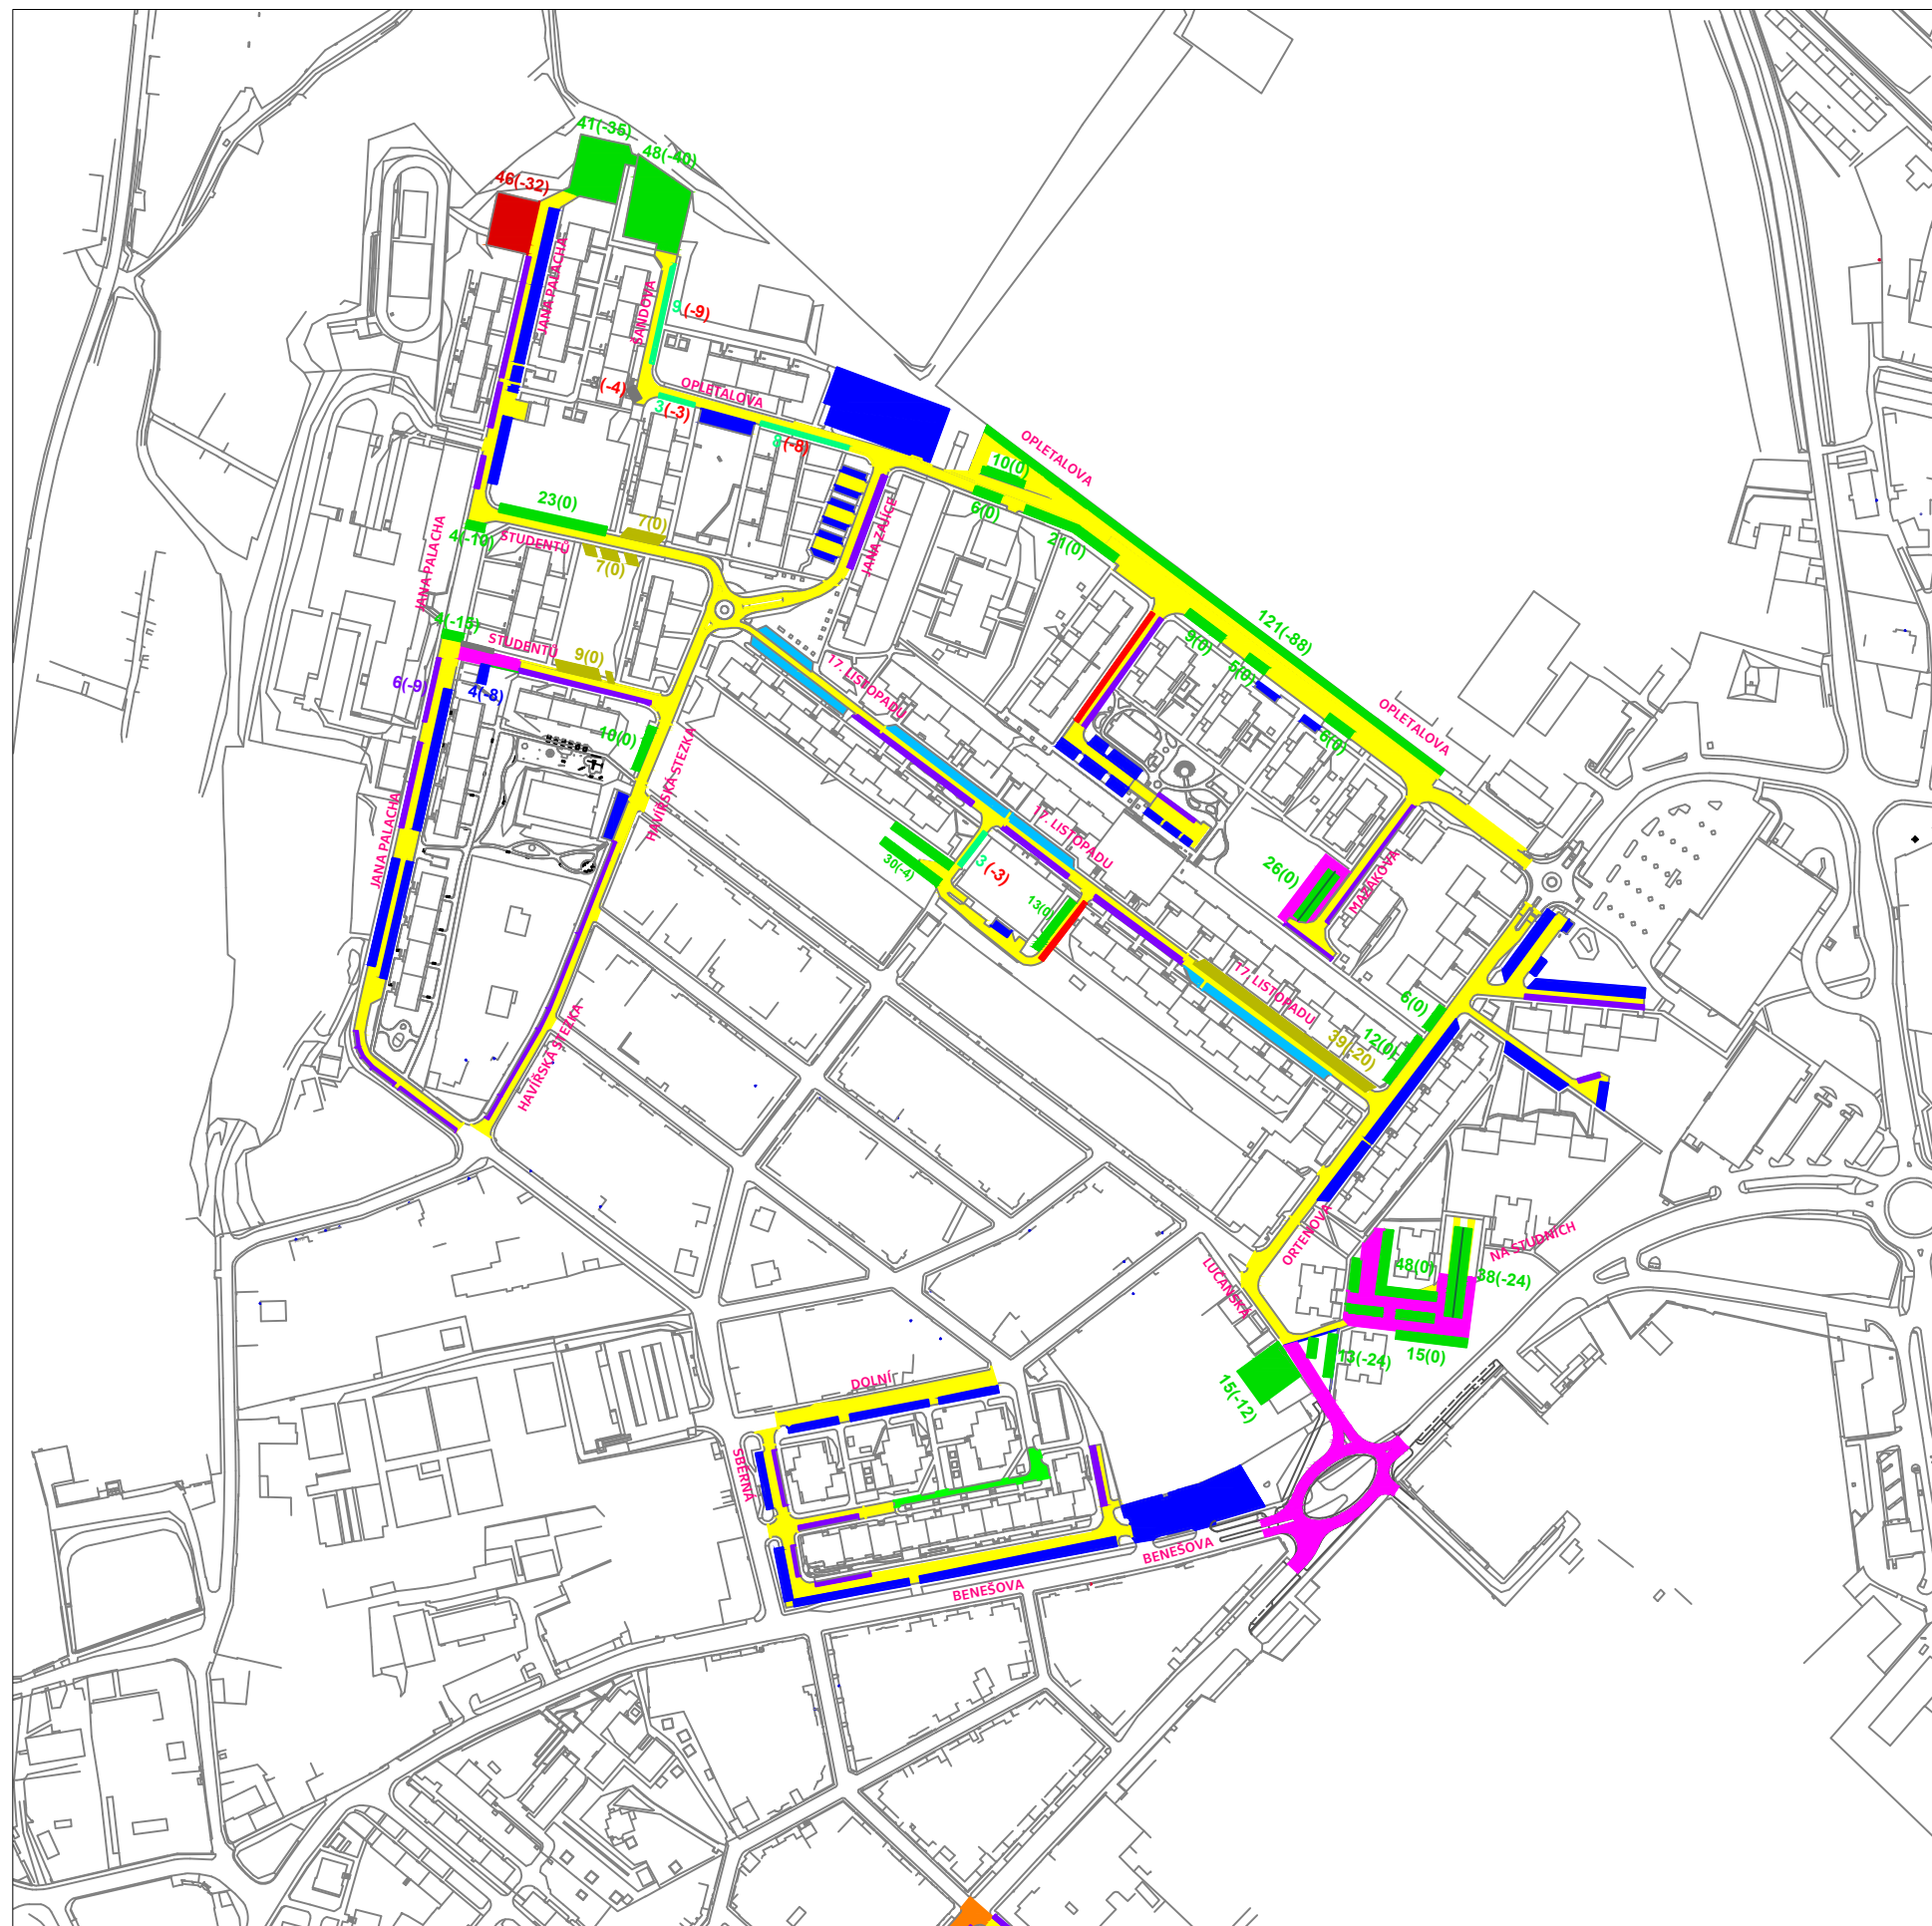 41(-35)
48(-40)
46(-32)
JANA PALACHA
ŠANDOVA
9 (-9)
(-4)
OPLETALOVA
3(-3)
8(-8)
OPLETALOVA
10(0)
6(0)
21(0)
23(0)
7(0)
7(0)
4(-10)
STUDENTŮ
JANA ZAJÍCE
JANA PALACHA
4(-15)
STUDENTŮ
9(0)
6(-9)
4(-8)
121(-88)
9(0)
5(0)
6(0)
OPLETALOVA
17. LISTOPADU
10(0)
HAVÍŘSKÁ STEZKA
JANA PALACHA
17. LISTOPADU
30(-4)
3 (-3)
13(0)
26(0)
MAZÁKOVA
17.LISTOPADU
39(-20)
6(0)
12(0)
HAVÍŘSKÁ STEZKA
ORTENOVA
LUČANSKÁ
NA STUDNÍCH
48(0)
38(-24)
13(-24)
15(0)
15(-12)
DOLNÍ
SBĚRNÁ
BENEŠOVA
BENEŠOVA